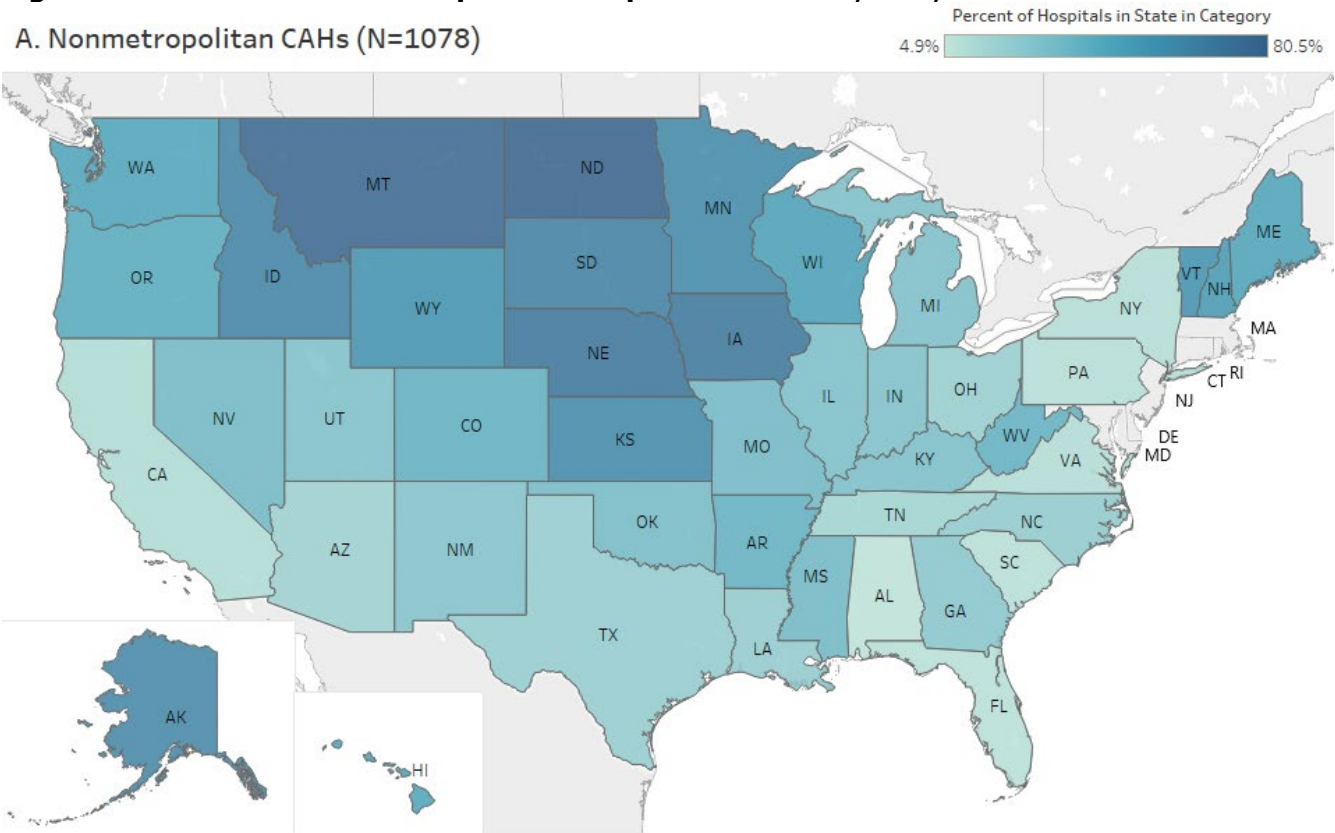 Percent of Hospitals in State in Category
A. Nonmetropolitan CAHs (N=1078)
4.9% 80.5%
WA
MT
ND
MN
ME
OR
ID
SD
WI
VT
NH
WY
MI
NY
MA
NE
IA
PA
CT RI
NV
UT
CO
IL
IN
OH
NJ
KS
MO
WV
DE
CA
KY
VA
MD
OK
TN
NC
AZ
NM
AR
MS
AL
GA
SC
TX
LA
FL
AK
HI